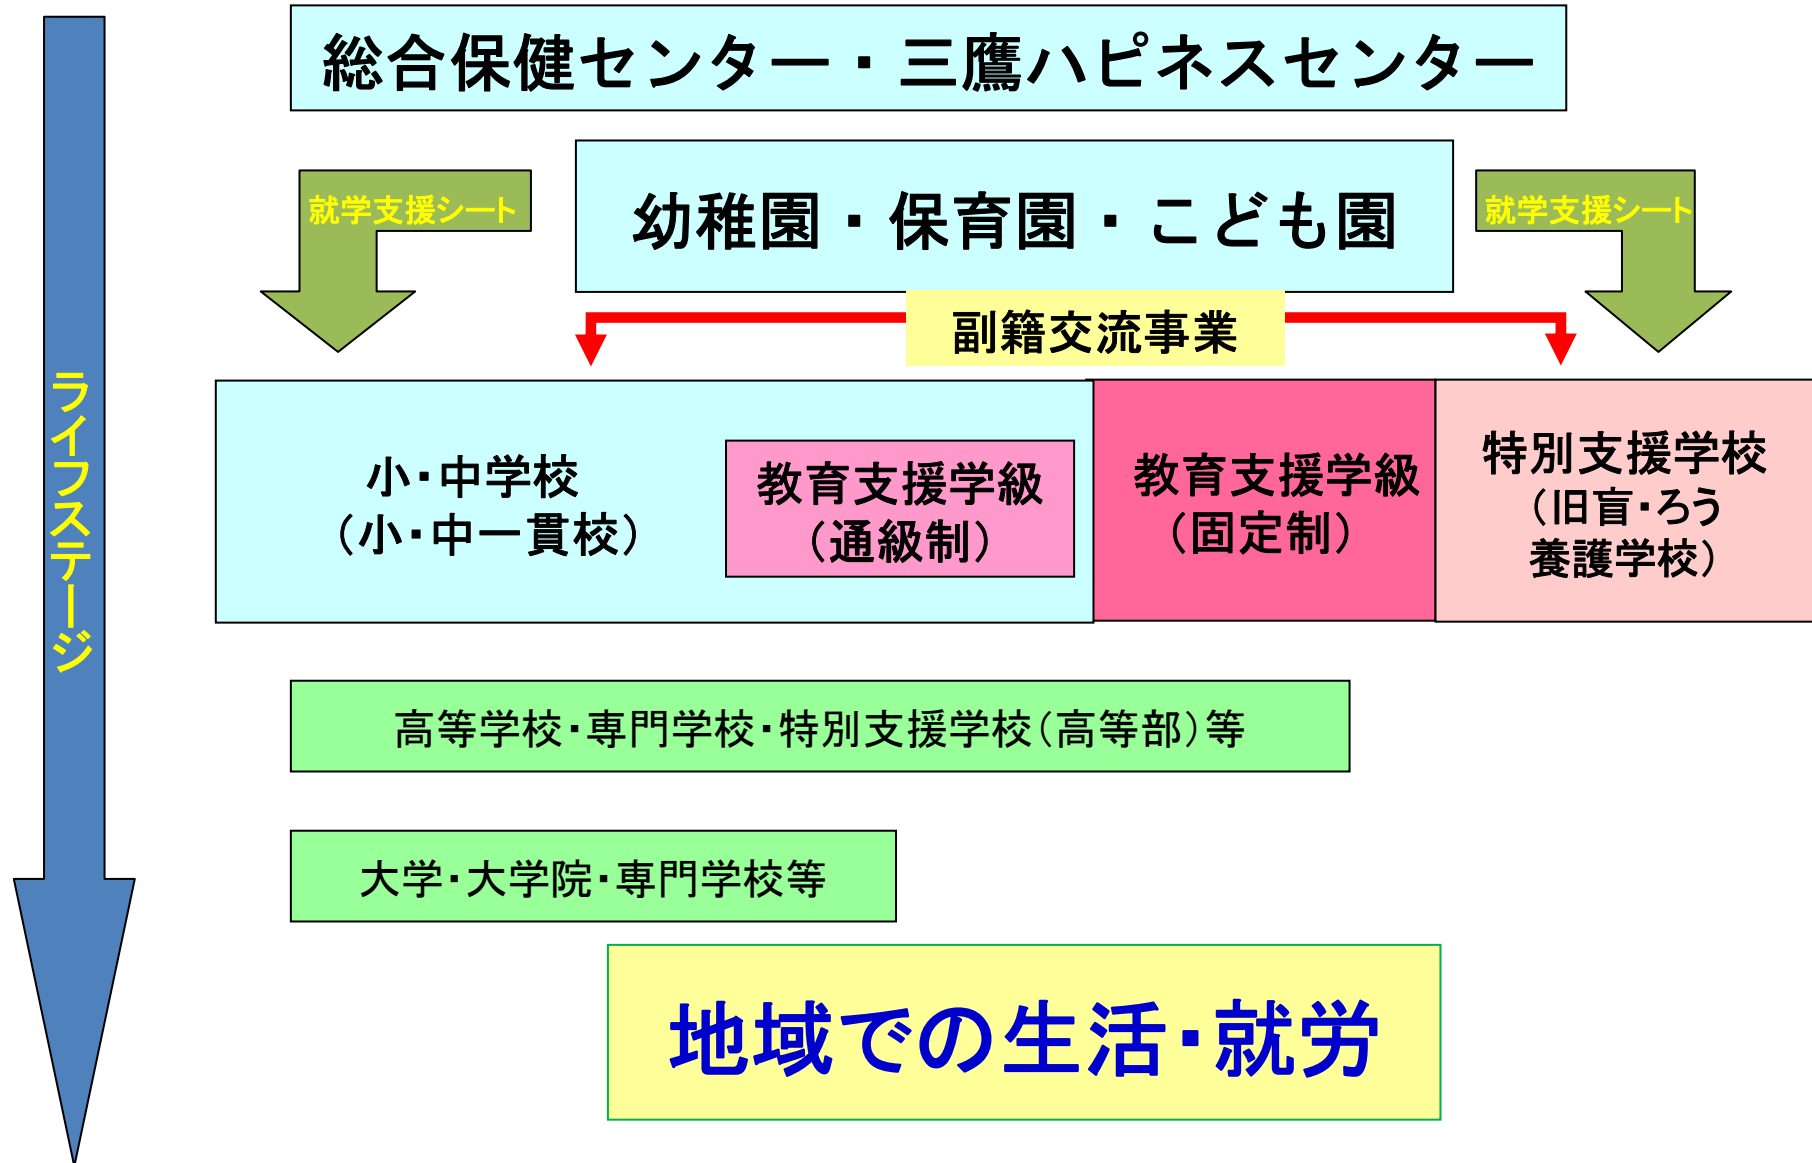 総合保健センター・三鷹ハピネスセンター
就学支援シート
幼稚園・保育園・こども園
就学支援シート
副籍交流事業
ライフステージ
小・中学校
（小・中一貫校）
教育支援学級
（通級制）
教育支援学級
（固定制）
特別支援学校
（旧盲・ろう
養護学校）
高等学校・専門学校・特別支援学校（高等部）等
大学・大学院・専門学校等
地域での生活・就労